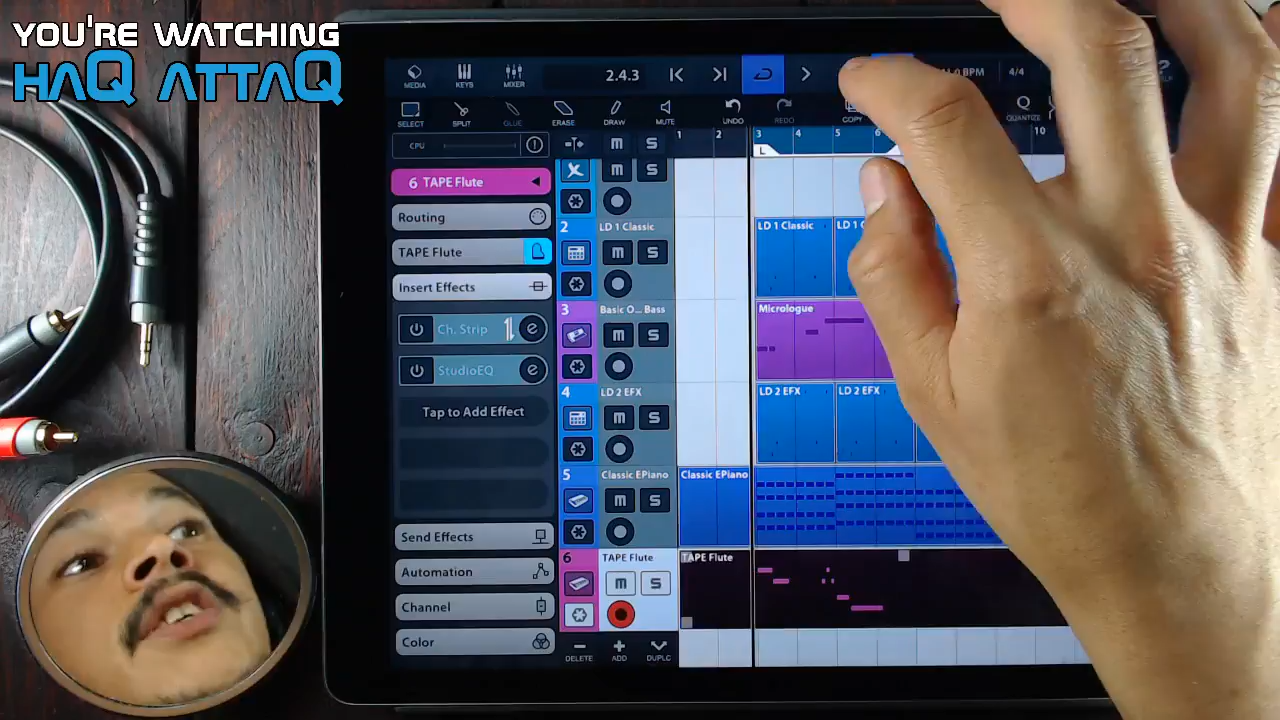 YOU'RE WATCHING
HAQ ATTAQ
MEDIA
KEYS
MIXER
2.4.3
BPM
4/4
SELECT
SPLIT
GLUE
ERASE
DRAW
MUTE
UNDO
REDO
COPY
QUANTIZE
CPU
M S
1 2 3 4 5 6 10
L
6 TAPE Flute
M S
Routing
2 LD 1 Classic
LD 1 Classic
TAPE Flute
M S
Insert Effects
3 Basic O... Bass
Micrologue
Ch. Strip e
M S
StudioEQ e
4 LD 2 EFX
LD 2 EFX
LD 2 EFX
Tap to Add Effect
M S
5 Classic EPiano
Classic EPiano
M S
Send Effects
6 TAPE Flute
TAPE Flute
Automation
M S
Channel
Color
DELETE
ADD
DUPLC